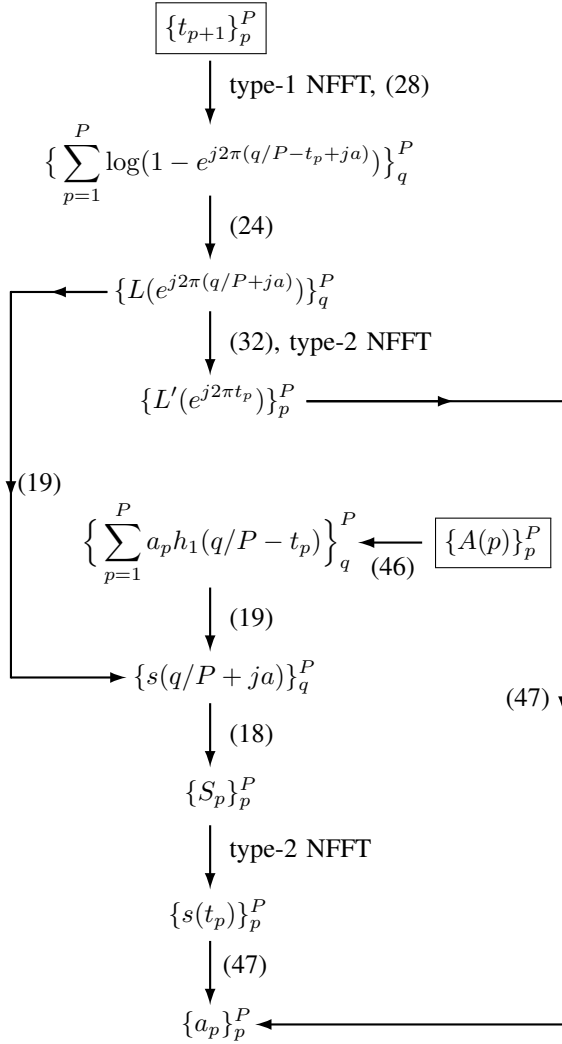 {t_{p+1}}_p^P
type-1 NFFT, (28)
{ \sum_{p=1}^{P} log(1 − e^{j2π(q/P−t_p+ja)}) }_q^P
(24)
{L(e^{j2π(q/P+ja)})}_q^P
(32), type-2 NFFT
{L'(e^{j2πt_p})}_p^P
(19)
{ \sum_{p=1}^{P} a_p h_1(q/P − t_p) }_q^P
(46)
{A(p)}_p^P
(19)
{s(q/P + ja)}_q^P
(47)
(18)
{S_p}_p^P
type-2 NFFT
{s(t_p)}_p^P
(47)
{a_p}_p^P